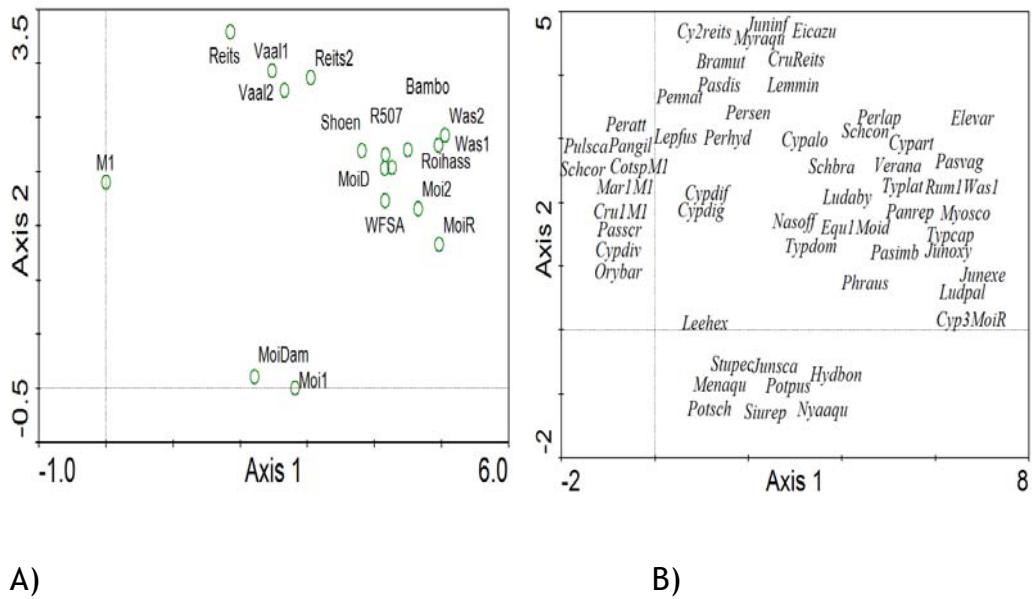 3.5
Reits
Vaal1
Reits2
Vaal2
Bambo
Shoen
R507
Was2
Was1
M1
MoiD
Roihass
Moi2
WFSA
MoiR
MoiDam
Moi1
Axis 2
-0.5
-1.0
Axis 1
6.0
A)
5
Cy2reits Juninf Eicazu
Myraqu
Bramut CruReits
Pasdis Lemmin
Pennat
Persen
Perlap Elevar
Peratt
Schcon
Lepfus Perhyd Cypalo Cypart
Pulsca Pangil
Schcor CotspM1 Schbra Verana Pasvag
Mar1M1 Cypdif Ludaby Typlat Rum1Was1
Cru1M1 Cypdig Panrep Myosco
Passcr Nasoff Equ1Moid Typcap
Cypdiv Typdom Pasimb Junoxy
Orybar Phraus Junexe
Ludpal
Leehex Cyp3MoiR
Stupec Junsca
Menaqu Potpus Hydbon
Potsch Siurep Nyaaqu
Axis 2
-2
-2
Axis 1
8
B)